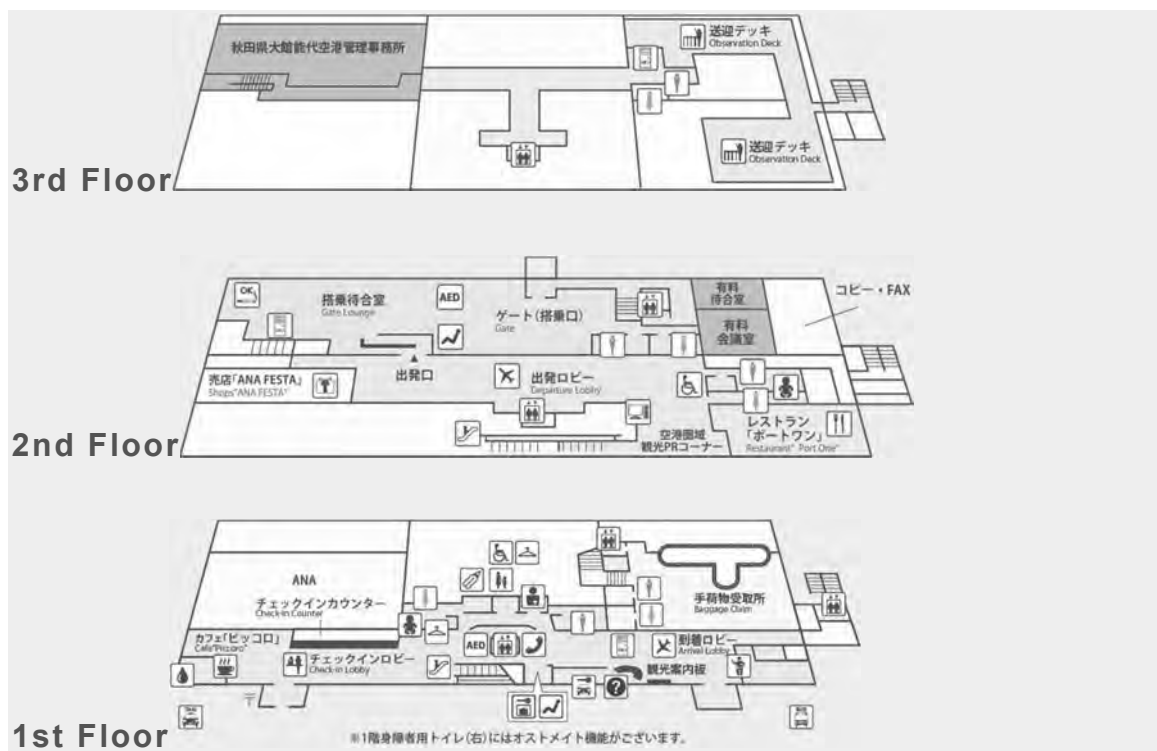 秋田県大館能代空港管理事務所
送迎デッキ
Observation Deck
送迎デッキ
Observation Deck
3rd Floor
OK
搭乗待合室
Gate Lounge
AED
ゲート(搭乗口)
Gate
有料
待合室
有料
会議室
コピー・FAX
出発口
売店「ANA FESTA」
Shops"ANA FESTA"
出発ロビー
Departure Lobby
空港圏域
観光PRコーナー
レストラン
「ポートワン」
Restaurant" Port One"
2nd Floor
ANA
チェックインカウンター
Check-in Counter
手荷物受取所
Baggage Claim
カフェ「ピッコロ」
AED
到着ロビー
Arrival Lobby
チェックインロビー
Check-in Lobby
?
観光案内板
〒
1st Floor
※1階身障者用トイレ(右)にはオストメイト機能がございます。